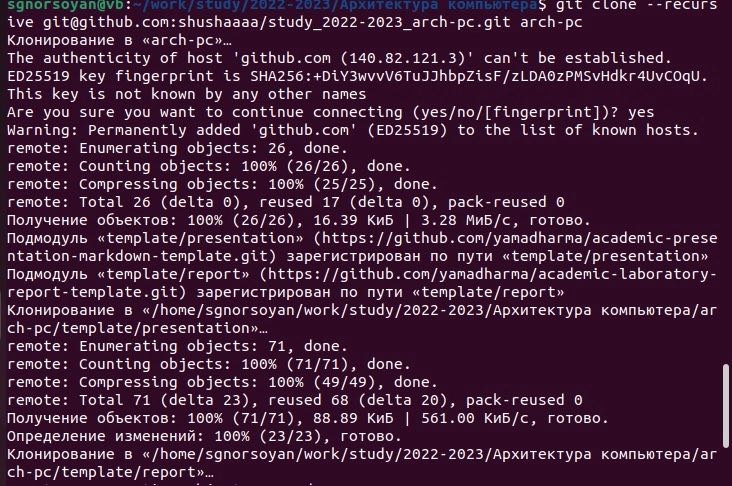 sgnorsoyan@vb:~/work/study/2022-2023/Архитектура компьютера$ git clone --recurs
ive git@github.com:shushaaaa/study_2022-2023_arch-pc.git arch-pc
Клонирование в «arch-pc»…
The authenticity of host 'github.com (140.82.121.3)' can't be established.
ED25519 key fingerprint is SHA256:+DiY3wvvV6TuJJhbpZisF/zLDA0zPMSvHdkr4UvCOqU.
This key is not known by any other names
Are you sure you want to continue connecting (yes/no/[fingerprint])? yes
Warning: Permanently added 'github.com' (ED25519) to the list of known hosts.
remote: Enumerating objects: 26, done.
remote: Counting objects: 100% (26/26), done.
remote: Compressing objects: 100% (25/25), done.
remote: Total 26 (delta 0), reused 17 (delta 0), pack-reused 0
Получение объектов: 100% (26/26), 16.39 КиБ | 3.28 МиБ/с, готово.
Подмодуль «template/presentation» (https://github.com/yamadharma/academic-prese
ntation-markdown-template.git) зарегистрирован по пути «template/presentation»
Подмодуль «template/report» (https://github.com/yamadharma/academic-laboratory-
report-template.git) зарегистрирован по пути «template/report»
Клонирование в «/home/sgnorsoyan/work/study/2022-2023/Архитектура компьютера/ar
ch-pc/template/presentation»…
remote: Enumerating objects: 71, done.
remote: Counting objects: 100% (71/71), done.
remote: Compressing objects: 100% (49/49), done.
remote: Total 71 (delta 23), reused 68 (delta 20), pack-reused 0
Получение объектов: 100% (71/71), 88.89 КиБ | 561.00 КиБ/с, готово.
Определение изменений: 100% (23/23), готово.
Клонирование в «/home/sgnorsoyan/work/study/2022-2023/Архитектура компьютера/ar
ch-pc/template/report»…